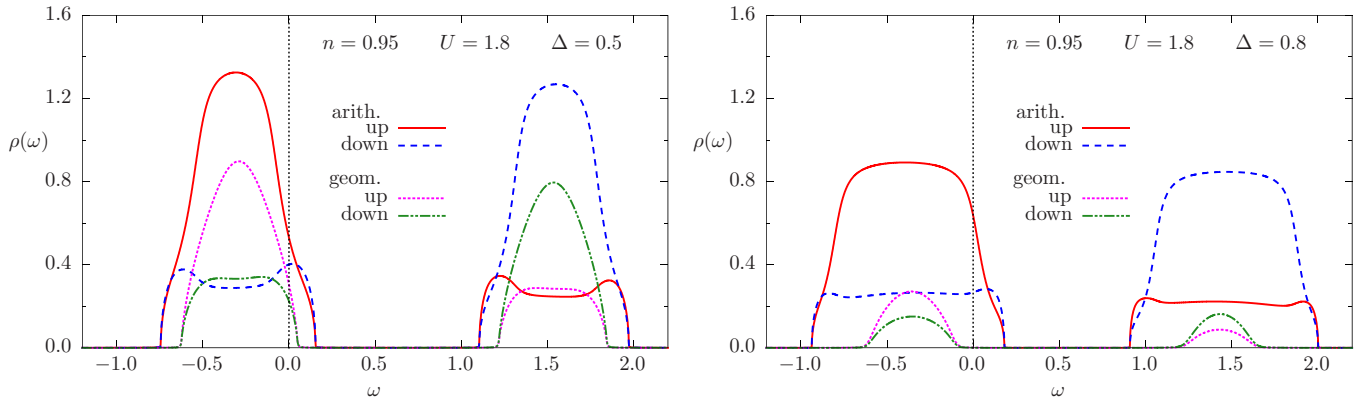 1.6
1.2
0.8
0.4
0.0
ρ(ω)
n = 0.95 U = 1.8 Δ = 0.5
arith.
up
down
geom.
up
down
−1.0 −0.5 0.0 0.5 1.0 1.5 2.0
ω
1.6
1.2
0.8
0.4
0.0
ρ(ω)
n = 0.95 U = 1.8 Δ = 0.8
arith.
up
down
geom.
up
down
−1.0 −0.5 0.0 0.5 1.0 1.5 2.0
ω